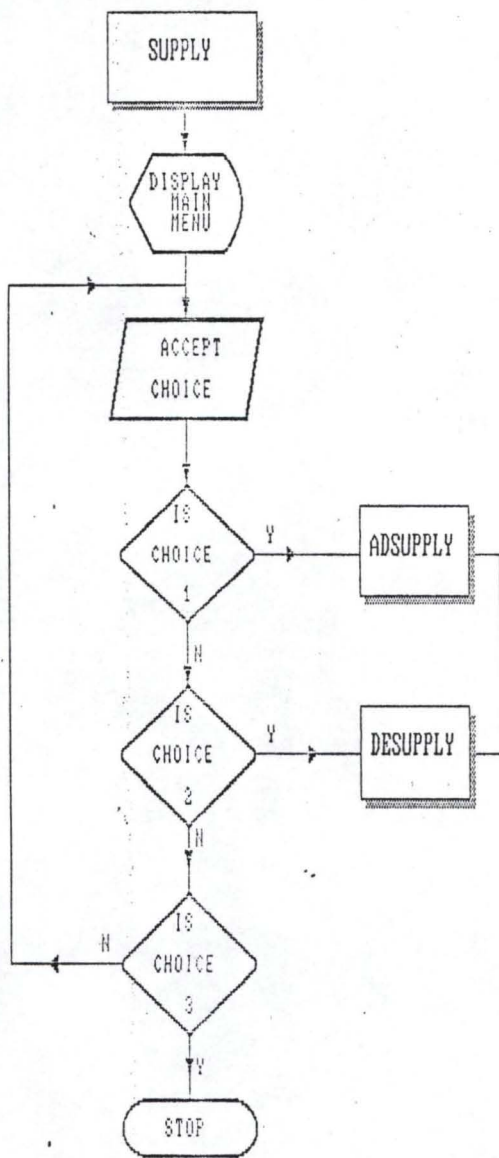 SUPPLY
DISPLAY
MAIN
MENU
ACCEPT
CHOICE
IS
CHOICE
1
Y
ADSUPPLY
N
IS
CHOICE
2
Y
DESUPPLY
N
IS
CHOICE
3
N
Y
STOP